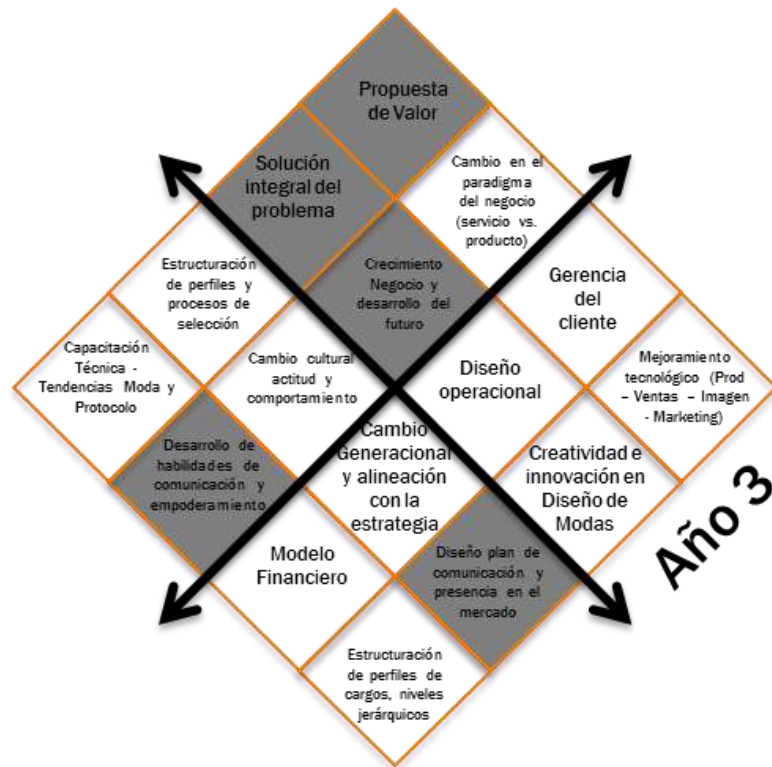 Propuesta
de Valor
Solución
integral del
problema
Cambio en el
paradigma
del negocio
(servicio vs.
producto)
Estructuración
de perfiles y
procesos de
selección
Crecimiento
Negocio y
desarrollo del
futuro
Gerencia
del
cliente
Capacitación
Técnica -
Tendencias Moda y
Protocolo
Cambio cultural
actitud y
comportamiento
Diseño
operacional
Mejoramiento
tecnológico (Prod
– Ventas – Imagen
- Marketing)
Desarrollo de
habilidades de
comunicación y
empoderamiento
Cambio
Generacional
y alineación
con la
estrategia
Creatividad e
innovación en
Diseño de
Modas
Modelo
Financiero
Diseño plan de
comunicación y
presencia en el
mercado
Estructuración
de perfiles de
cargos, niveles
jerárquicos
Año 3